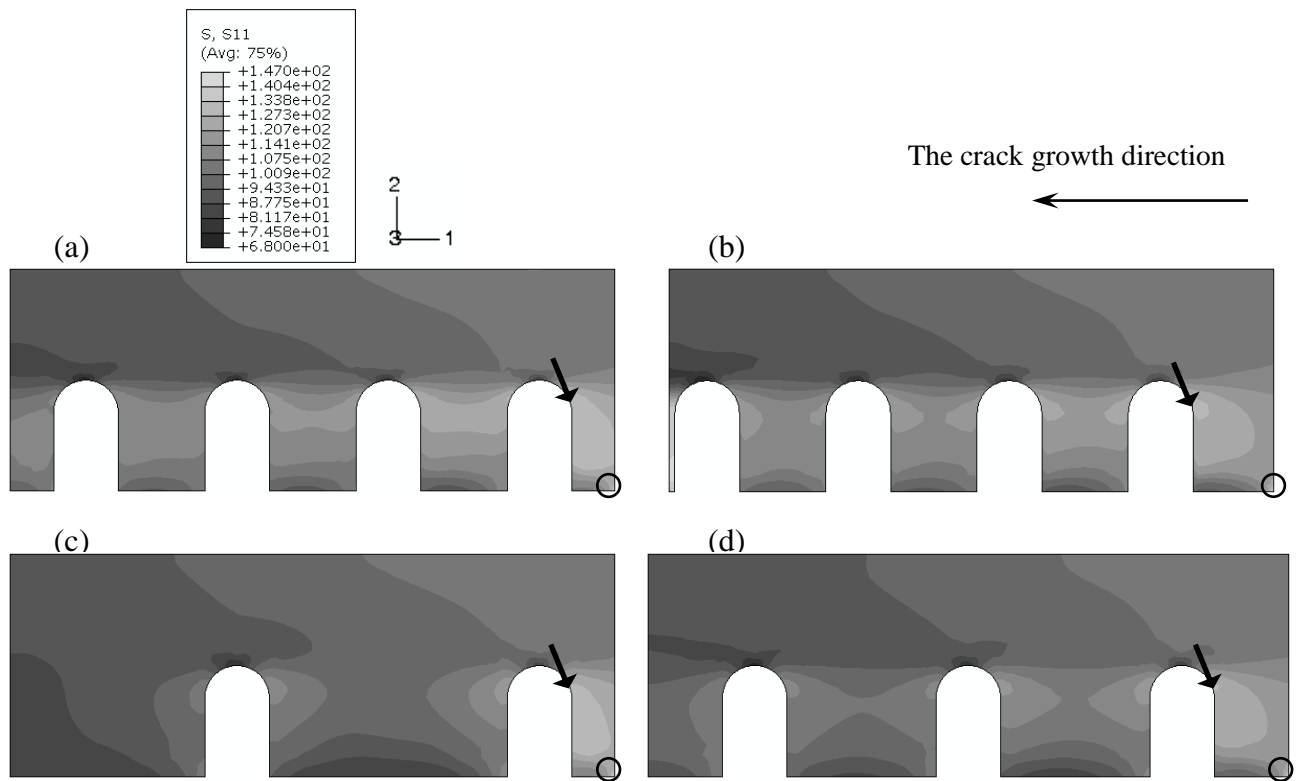 S, S11
(Avg: 75%)
+1.470e+02
+1.404e+02
+1.338e+02
+1.273e+02
+1.207e+02
+1.141e+02
+1.075e+02
+1.009e+02
+9.433e+01
+8.775e+01
+8.117e+01
+7.458e+01
+6.800e+01
2
3 1
The crack growth direction
(a)
(b)
(c)
(d)